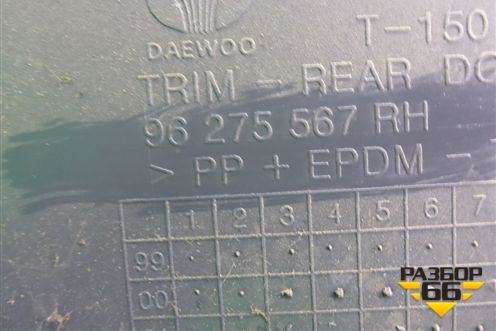 DAEWOO T-150
TRIM - REAR DO
96 275 567 RH
> PP + EPDM -
1 2 3 4 5 6 7
99
00
РАЗБОР
66